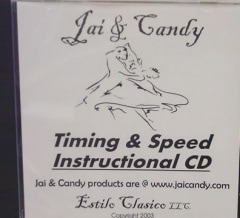 Jai & Candy
Timing & Speed
Instructional CD
Jai & Candy products are @ www.jaicandy.com
Estilo Clasico LLC.
Copyright 2003